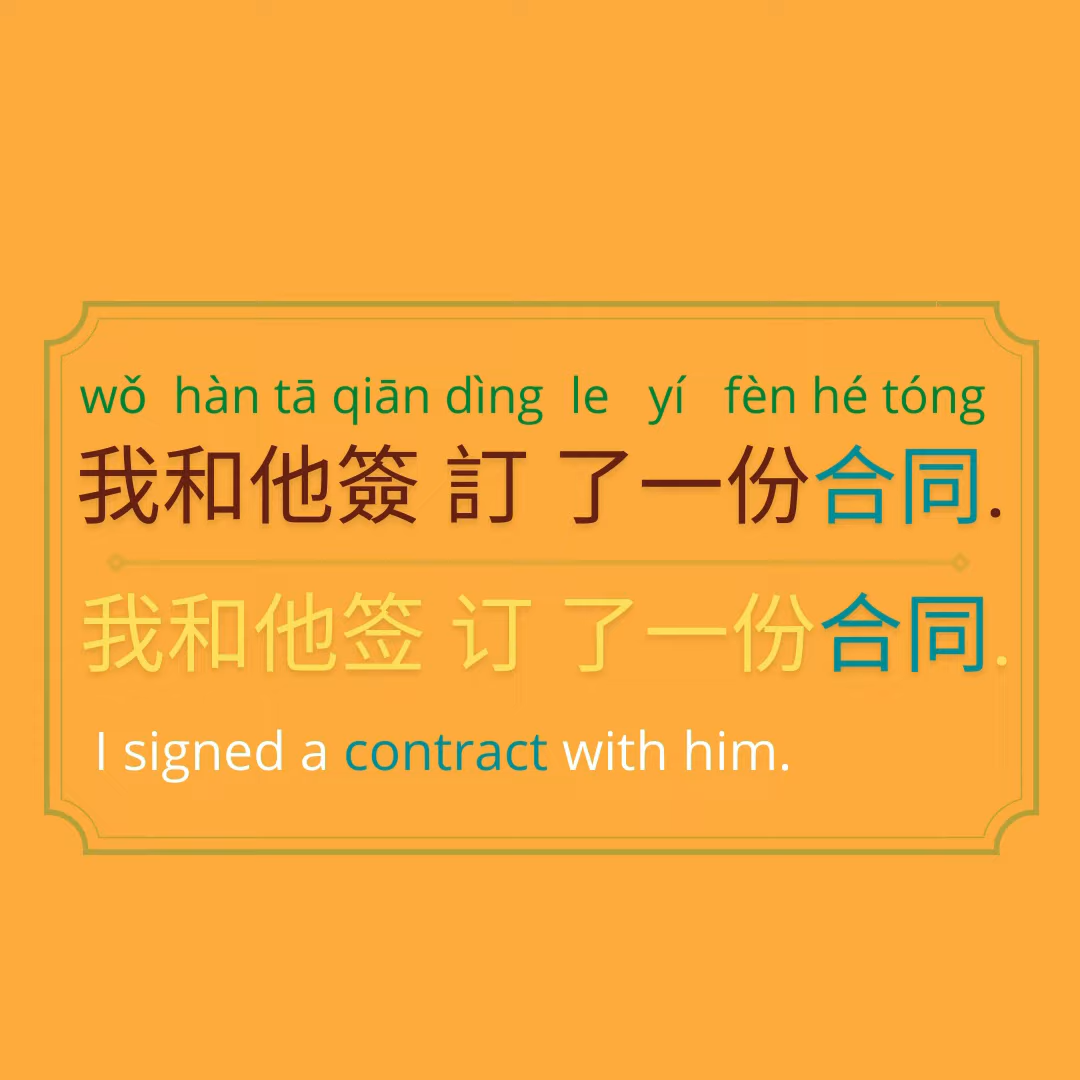 wǒ hàn tā qiān dìng le yí fèn hé tóng
我和他簽 訂 了一份合同.
我和他签 订 了一份合同.
I signed a contract with him.